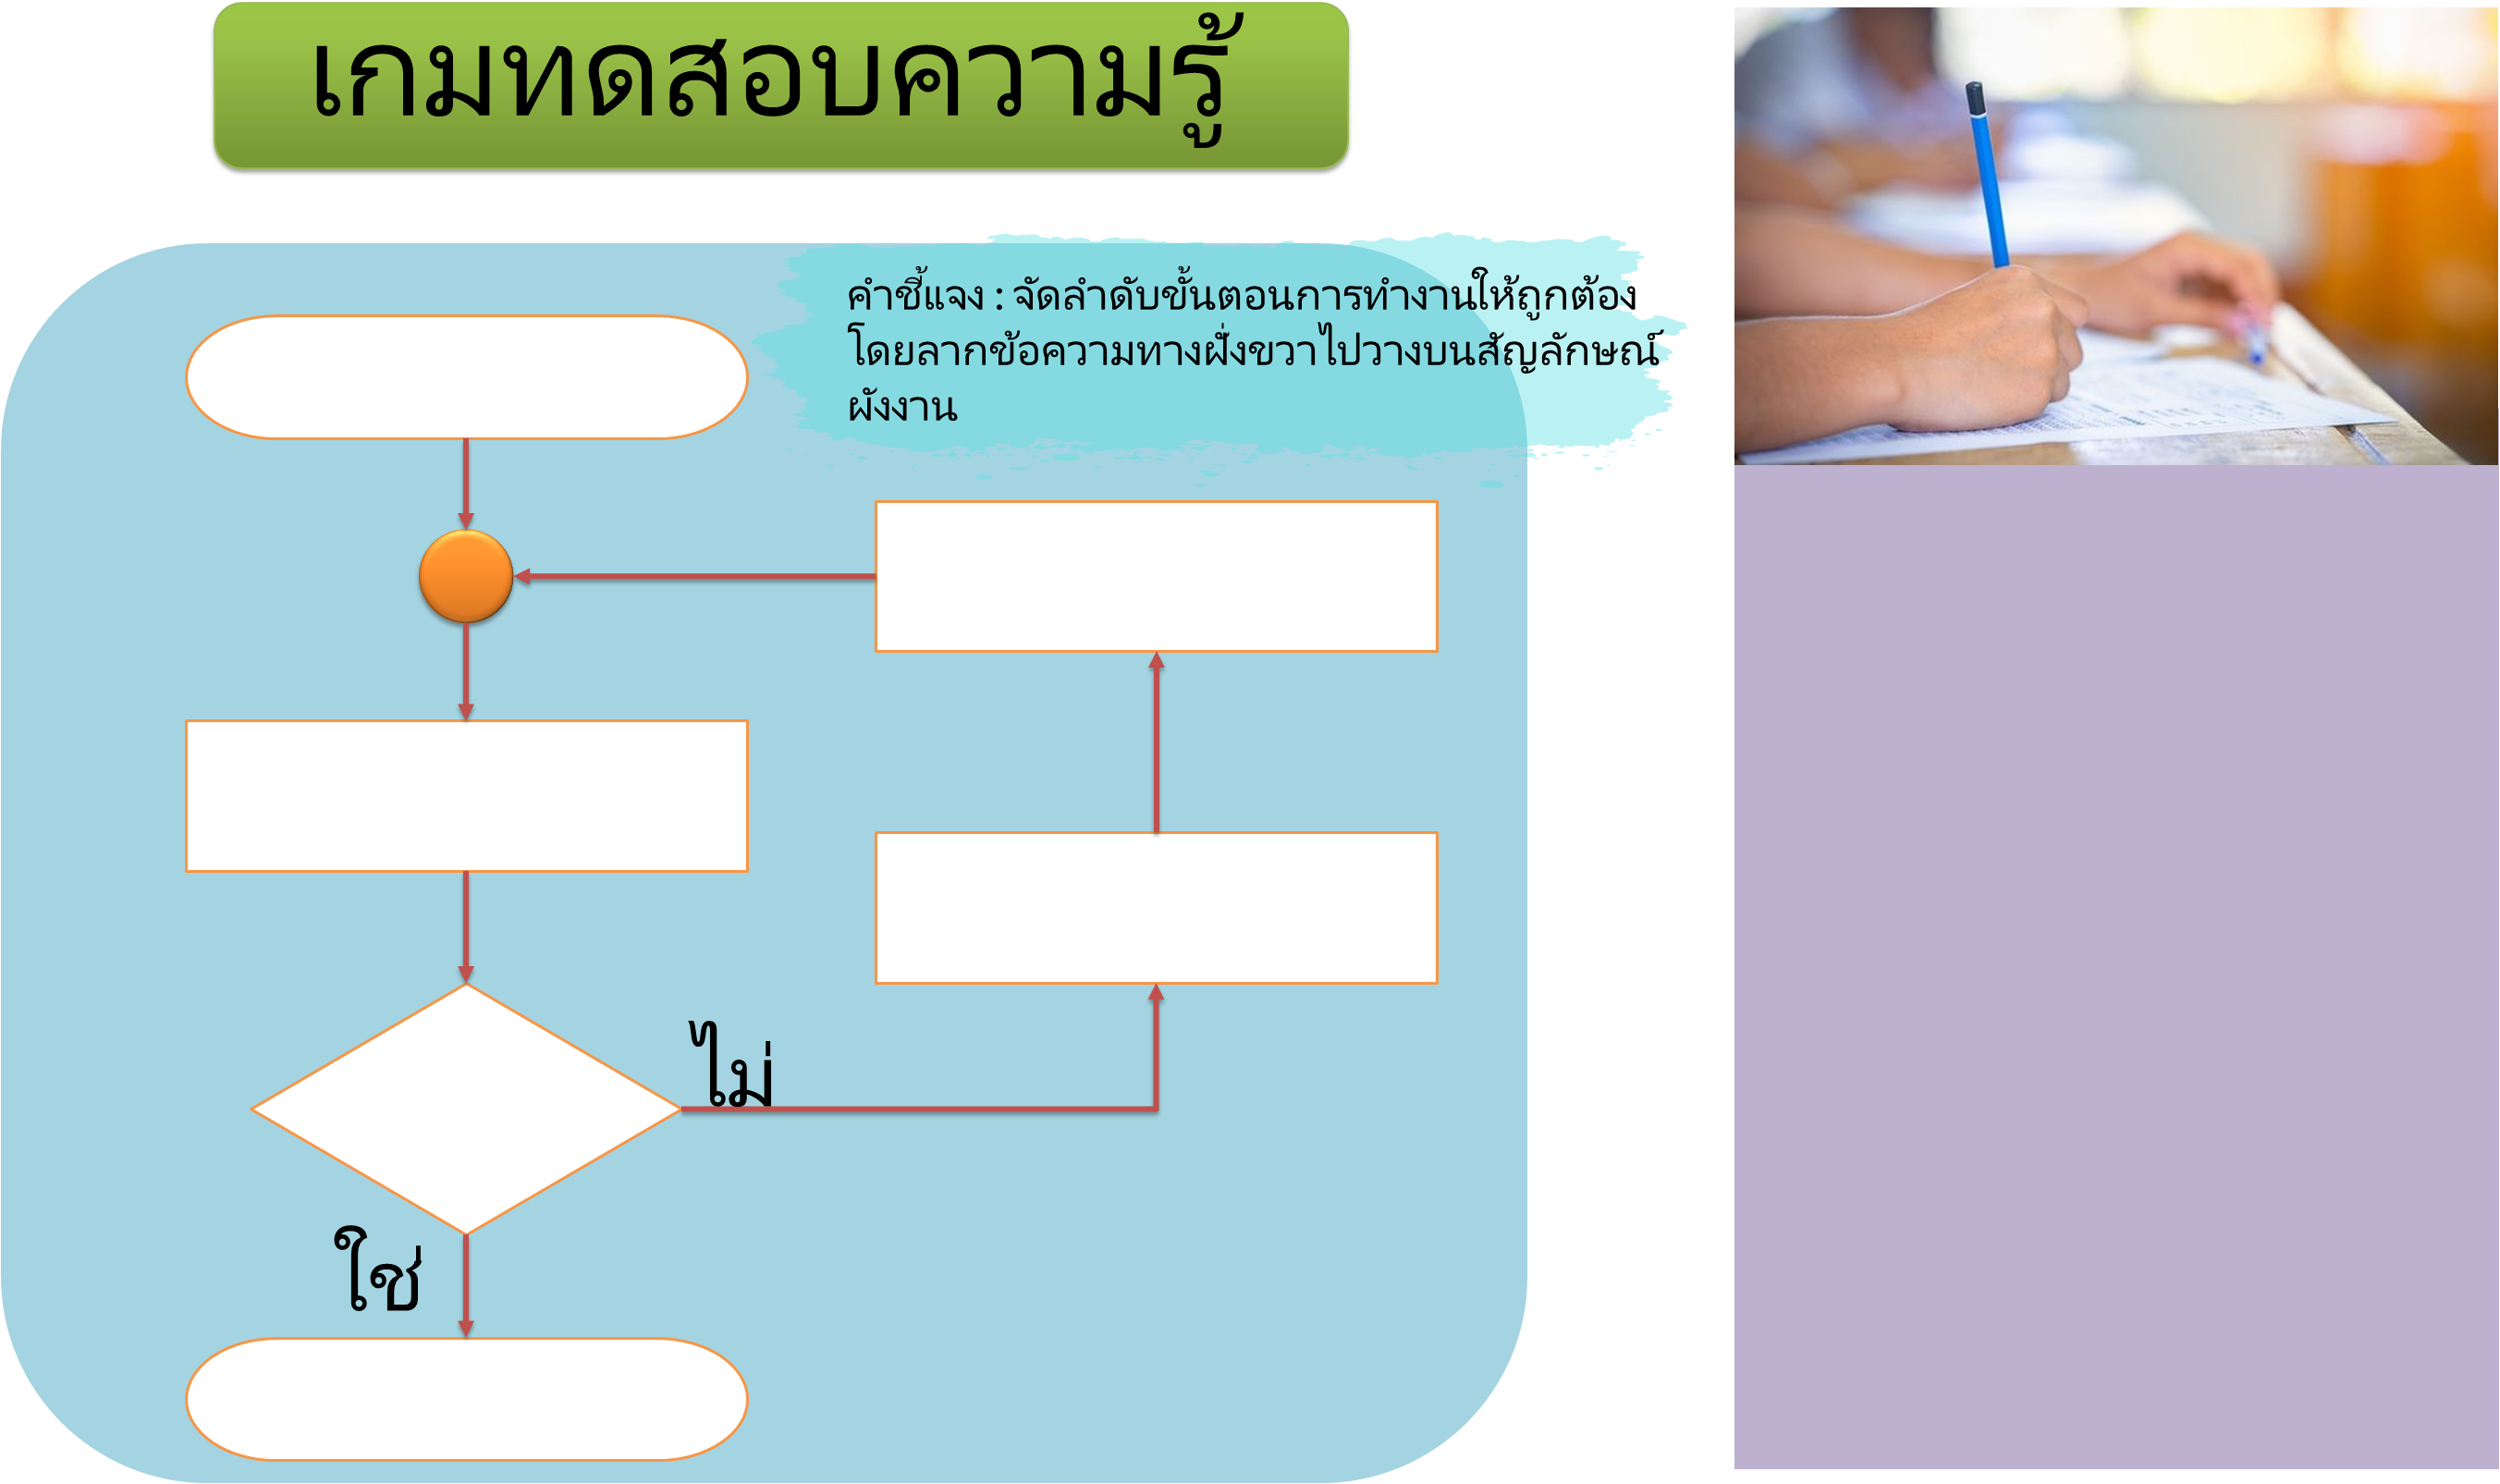 เกมทดสอบความรู้
คำชี้แจง : จัดลำดับขั้นตอนการทำงานให้ถูกต้อง
โดยลากข้อความทางฝั่งขวาไปวางบนสัญลักษณ์
ผังงาน
ไม่
ใช่